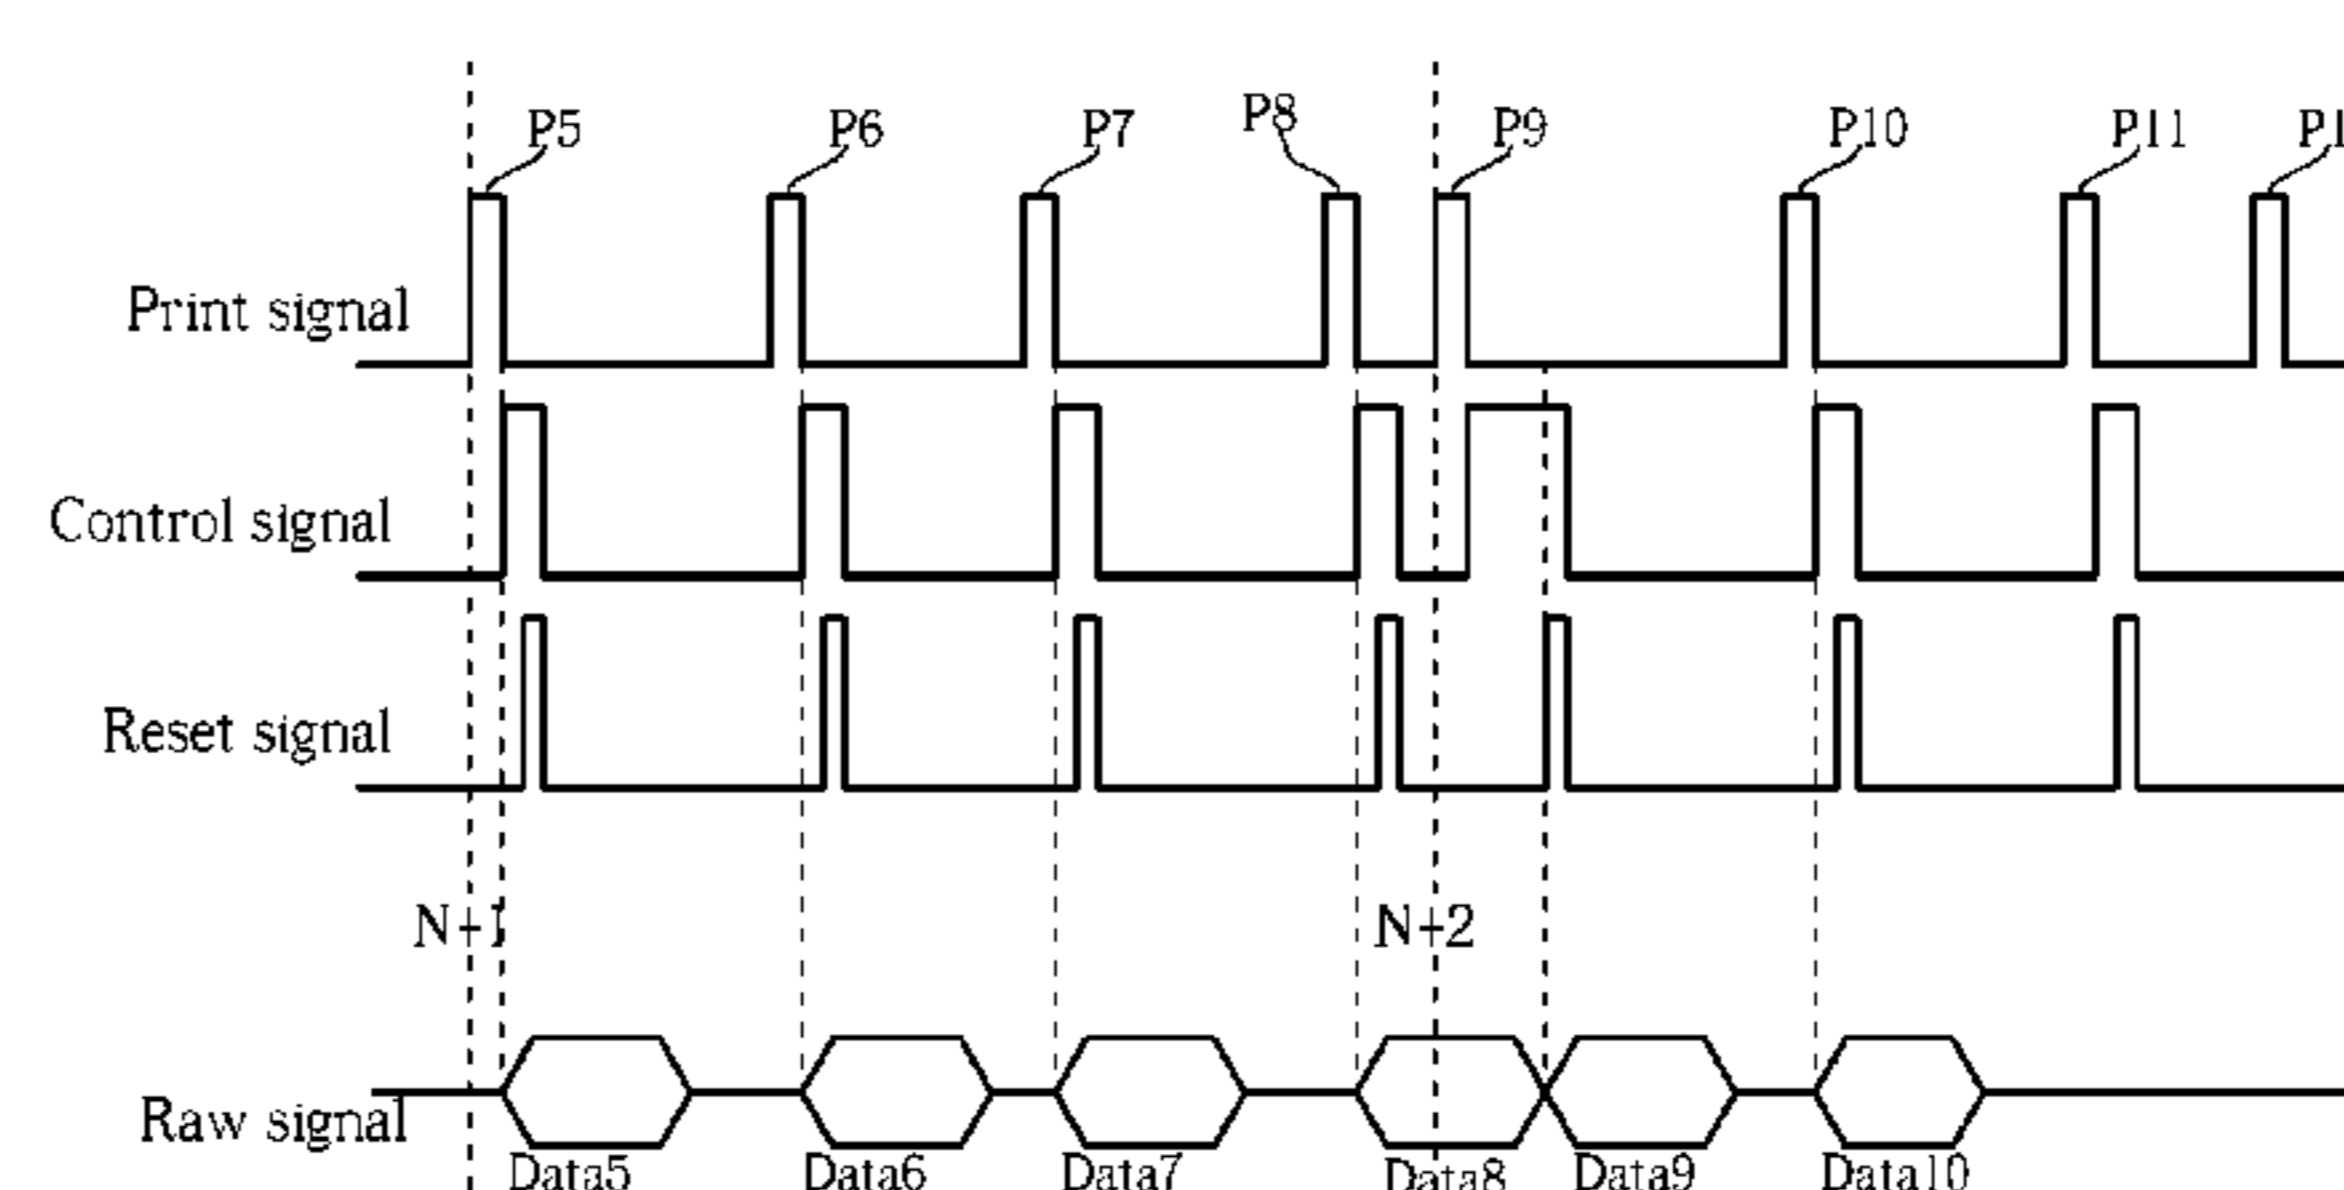 P5 P6 P7 P8 P9 P10 P11
Print signal
Control signal
Reset signal
N+1 N+2
Raw signal
Data5 Data6 Data7 Data8 Data9 Data10